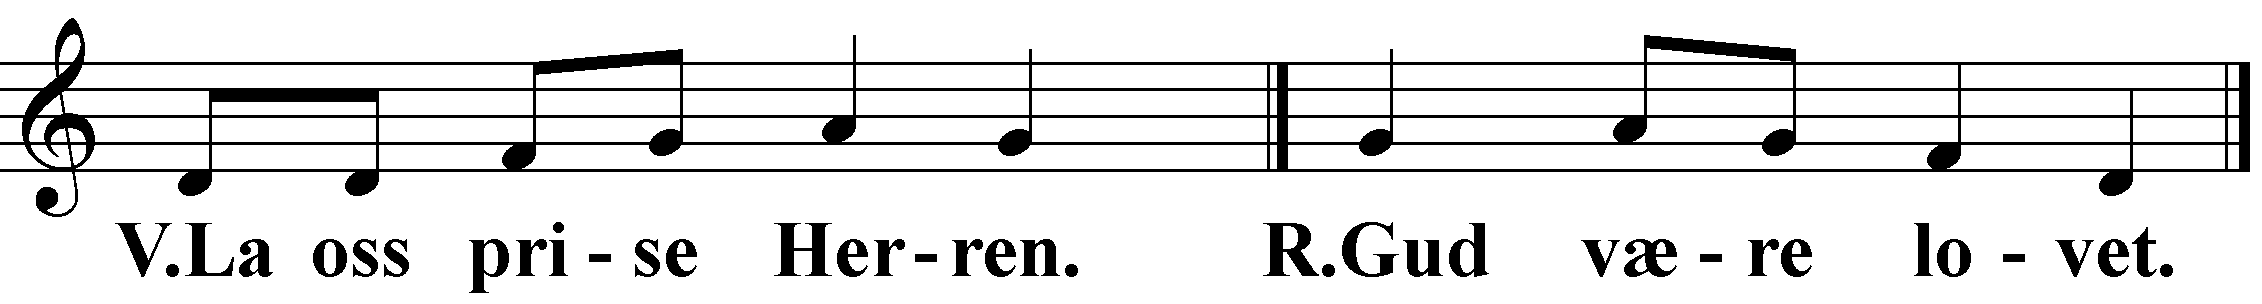 V.La oss pri - se Her - ren. R.Gud væ - re lo - vet.